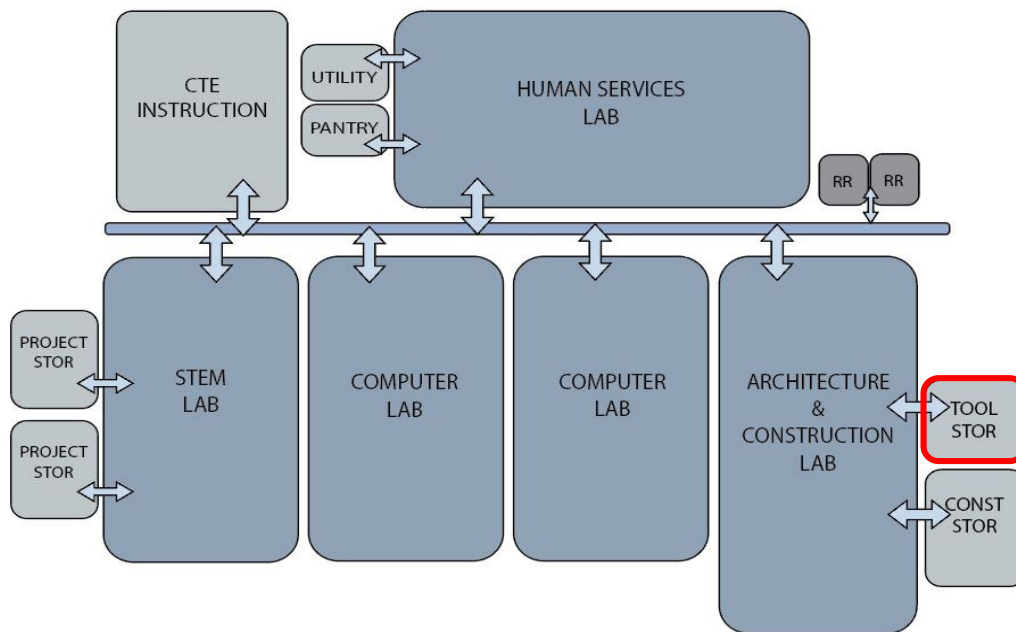 CTE
INSTRUCTION
UTILITY
PANTRY
HUMAN SERVICES
LAB
RR
RR
PROJECT
STOR
PROJECT
STOR
STEM
LAB
COMPUTER
LAB
COMPUTER
LAB
ARCHITECTURE
&
CONSTRUCTION
LAB
TOOL
STOR
CONST
STOR